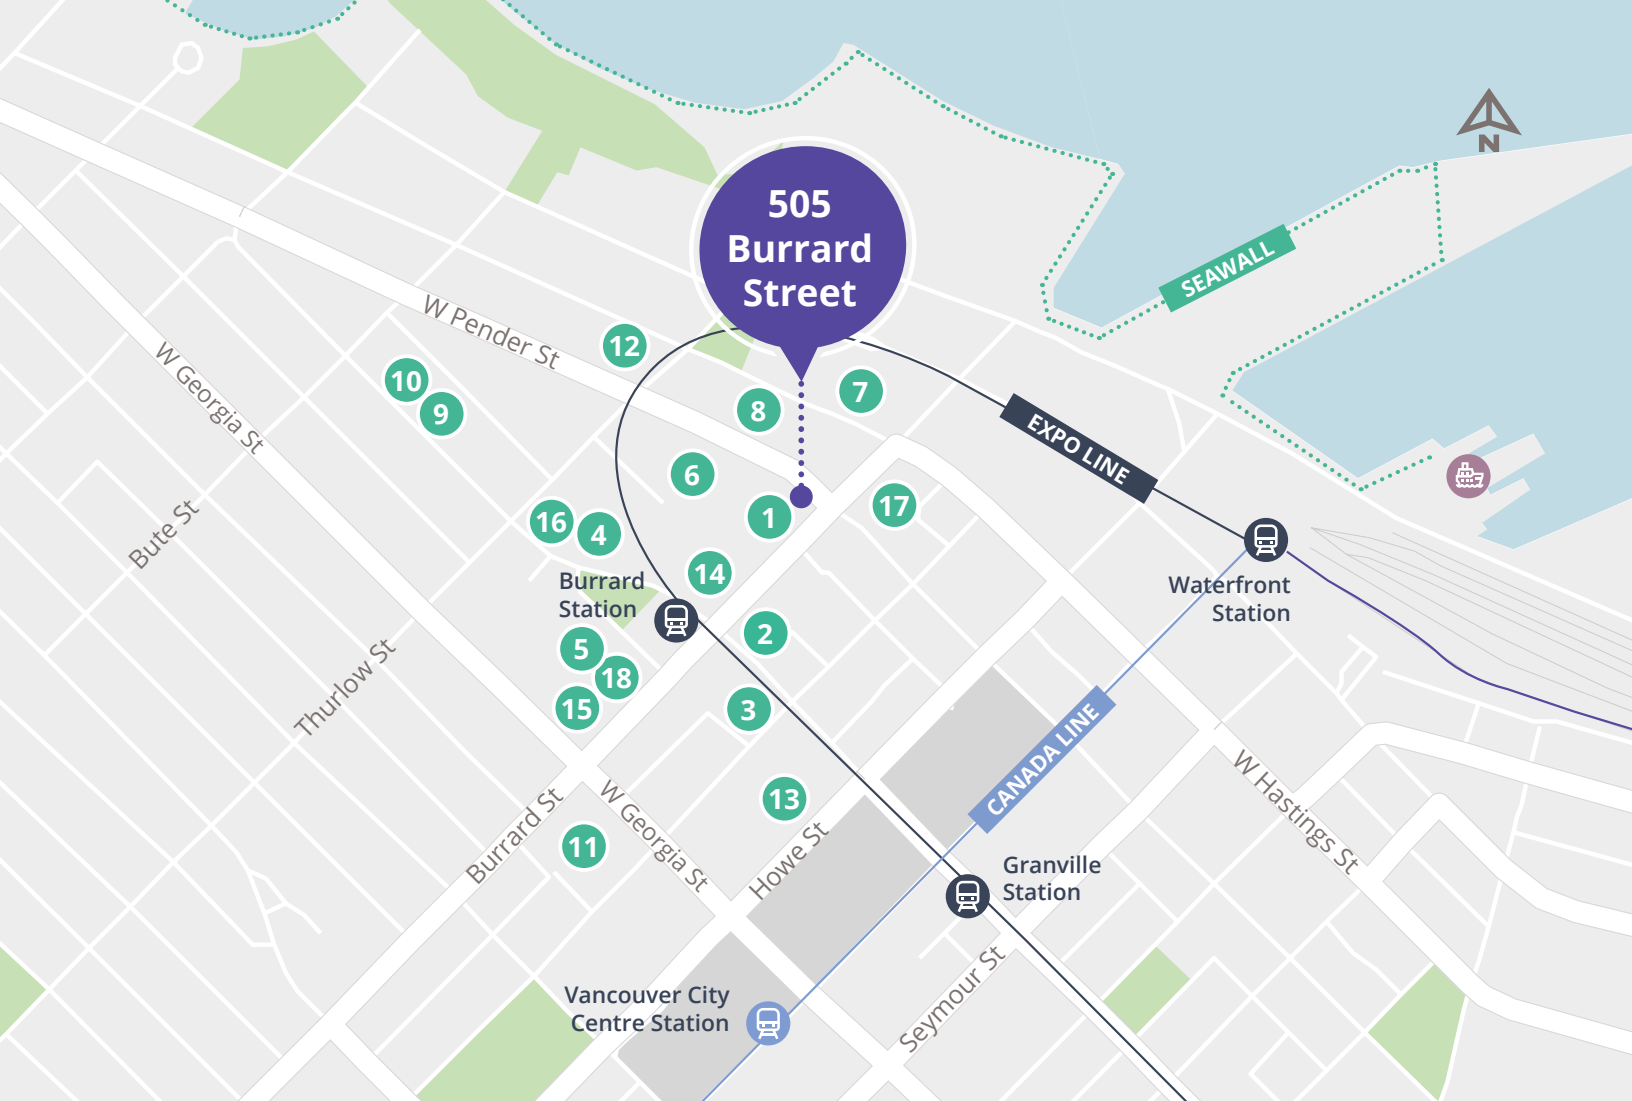 N
505
Burrard
Street
SEAWALL
W Pender St
12
10
9
W Georgia St
8
7
EXPO LINE
6
1
17
16
4
14
Bute St
Burrard
Station
Waterfront
Station
2
5
18
15
3
Thurlow St
CANADA LINE
13
11
W Georgia St
Burrard St
Howe St
W Hastings St
Granville
Station
Seymour St
Vancouver City
Centre Station